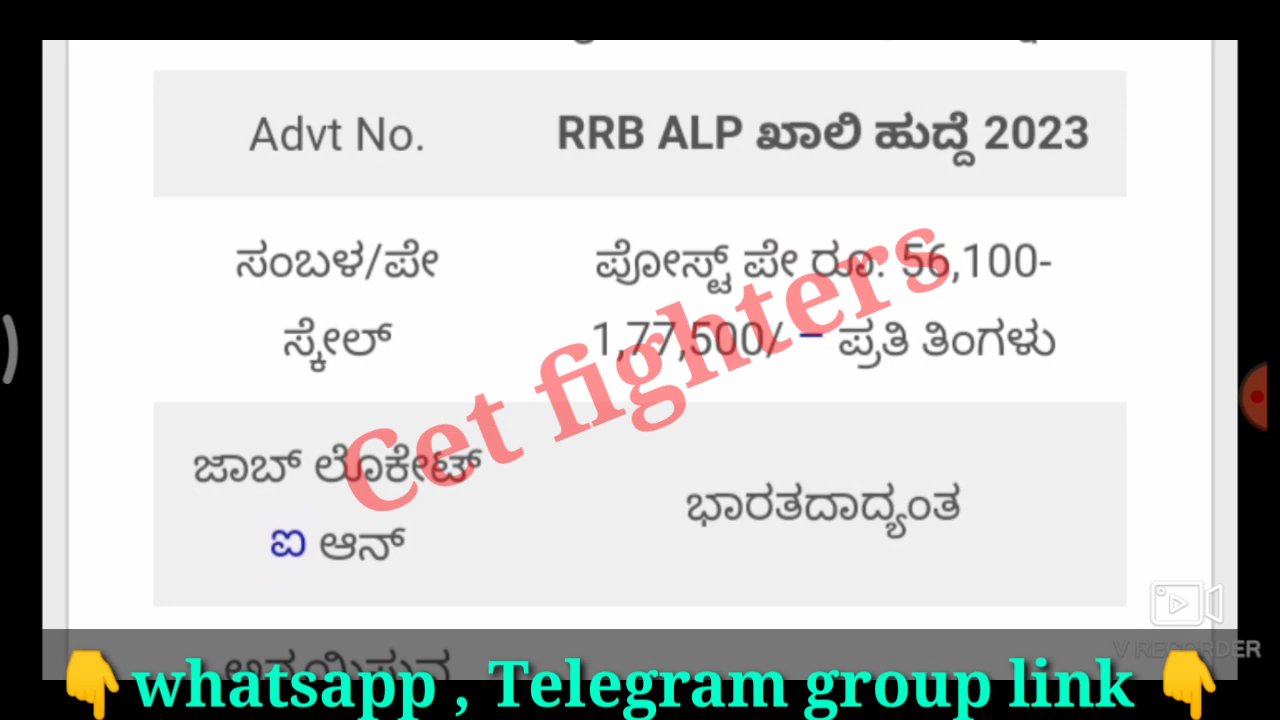 Advt No. RRB ALP ಖಾಲಿ ಹುದ್ದೆ 2023
ಸಂಬಳ/ಪೇ ಪೋಸ್ಟ್ ಪೇ ರೂ. 56,100-
ಸ್ಕೇಲ್ 1,77,500/ – ಪ್ರತಿ ತಿಂಗಳು
Cet fighters
ಜಾಬ್ ಲೊಕೇಟ್
ಭಾರತದಾದ್ಯಂತ
ಐ ಆನ್
V RECORDER
👇whatsapp , Telegram group link 👇